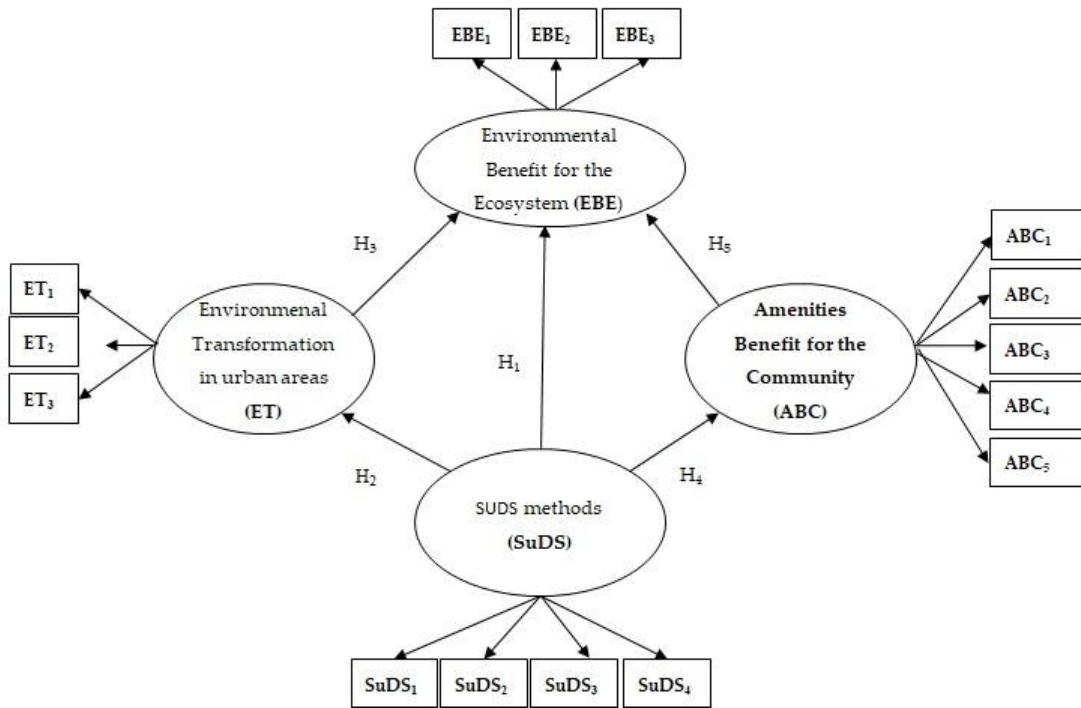 EBE₁ EBE₂ EBE₃
Environmental
Benefit for the
Ecosystem (EBE)
H₃
H₅
ET₁
ET₂
ET₃
Environmenal
Transformation
in urban areas
(ET)
H₁
Amenities
Benefit for the
Community
(ABC)
ABC₁
ABC₂
ABC₃
ABC₄
ABC₅
H₂
H₄
SUDS methods
(SuDS)
SuDS₁ SuDS₂ SuDS₃ SuDS₄